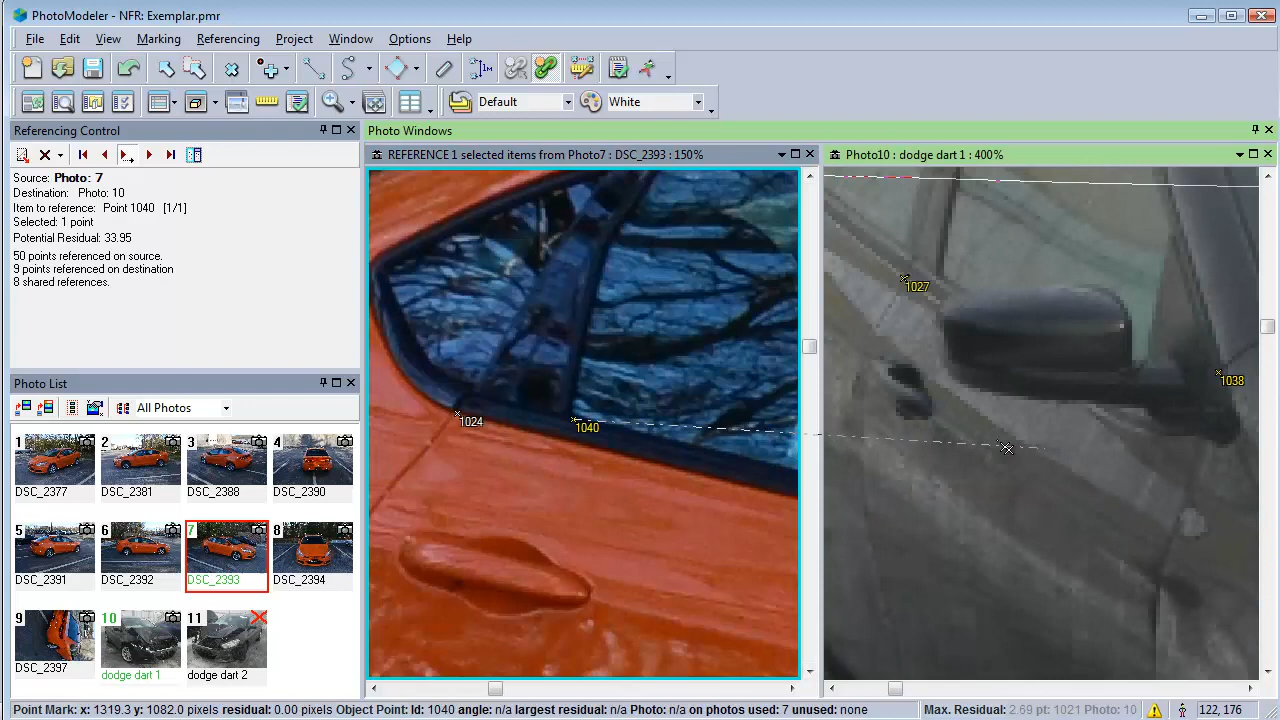 PhotoModeler - NFR: Exemplar.pmr
File Edit View Marking Referencing Project Window Options Help
Default White
Referencing Control
Source: Photo: 7
Destination: Photo: 10
Item to reference: Point 1040 [1/1]
Selected: 1 point
Potential Residual: 33.95
50 points referenced on source.
9 points referenced on destination
8 shared references.
Photo List
All Photos
1 2 3 4
DSC_2377 DSC_2381 DSC_2388 DSC_2390
5 6 7 8
DSC_2391 DSC_2392 DSC_2393 DSC_2394
9 10 11
DSC_2397 dodge dart 1 dodge dart 2
Photo Windows
REFERENCE 1 selected items from Photo7 : DSC_2393 : 150%
1024
1040
Photo10 : dodge dart 1 : 400%
1027
1038
Point Mark: x: 1319.3 y: 1082.0 pixels residual: 0.00 pixels Object Point: Id: 1040 angle: n/a largest residual: n/a Photo: n/a on photos used: 7 unused: none
Max. Residual: 2.69 pt: 1021 Photo: 10
122, 176